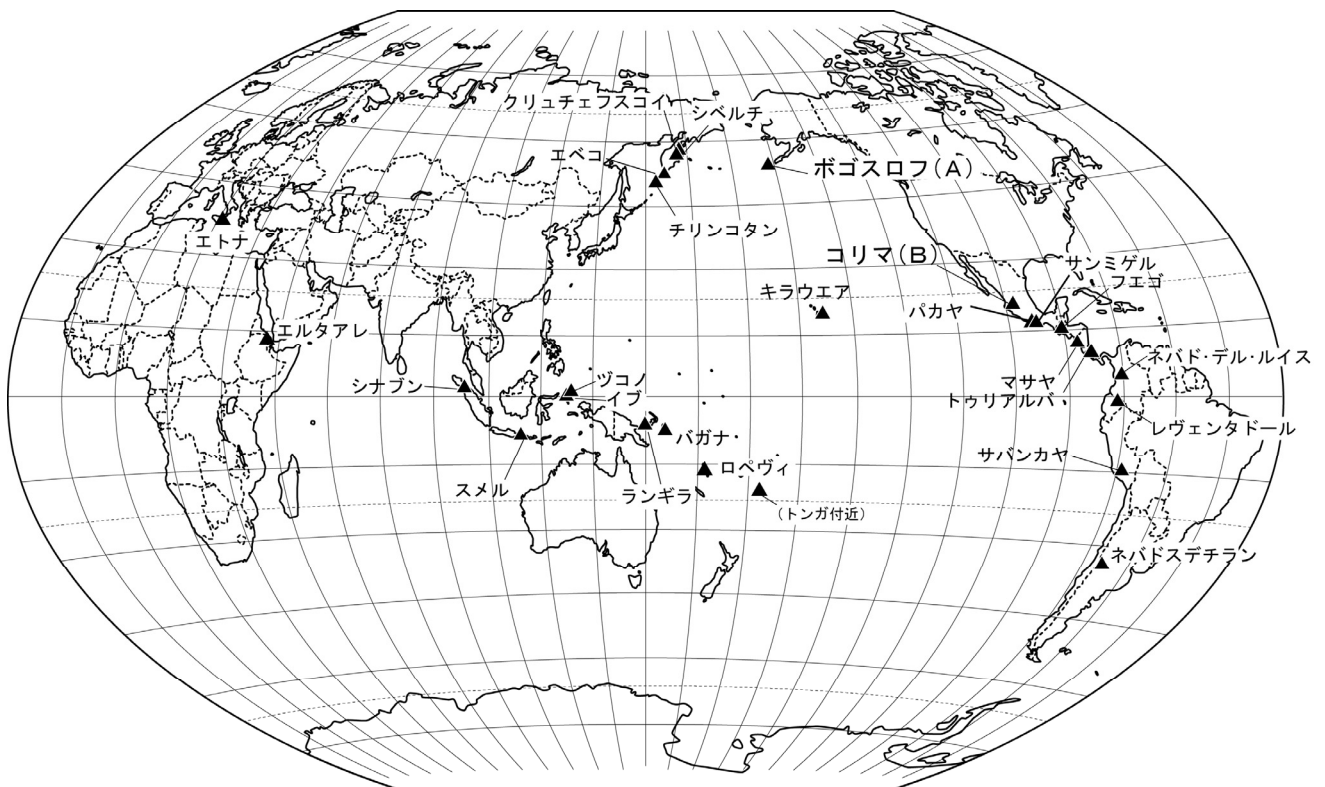 クリュチェフスコイ
シベルチ
エベコ
ボゴスロフ(A)
チリンコタン
エトナ
コリマ(B)
サンミゲル
フエゴ
キラウエア
パカヤ
エルタアレ
ネバド・デル・ルイス
シナブン
ヅコノ
イブ
マサヤ
トゥリアルバ
バガナ
レヴェンタドール
サバンカヤ
ロペヴィ
スメル
ランギラ
(トンガ付近)
ネバドスデチラン